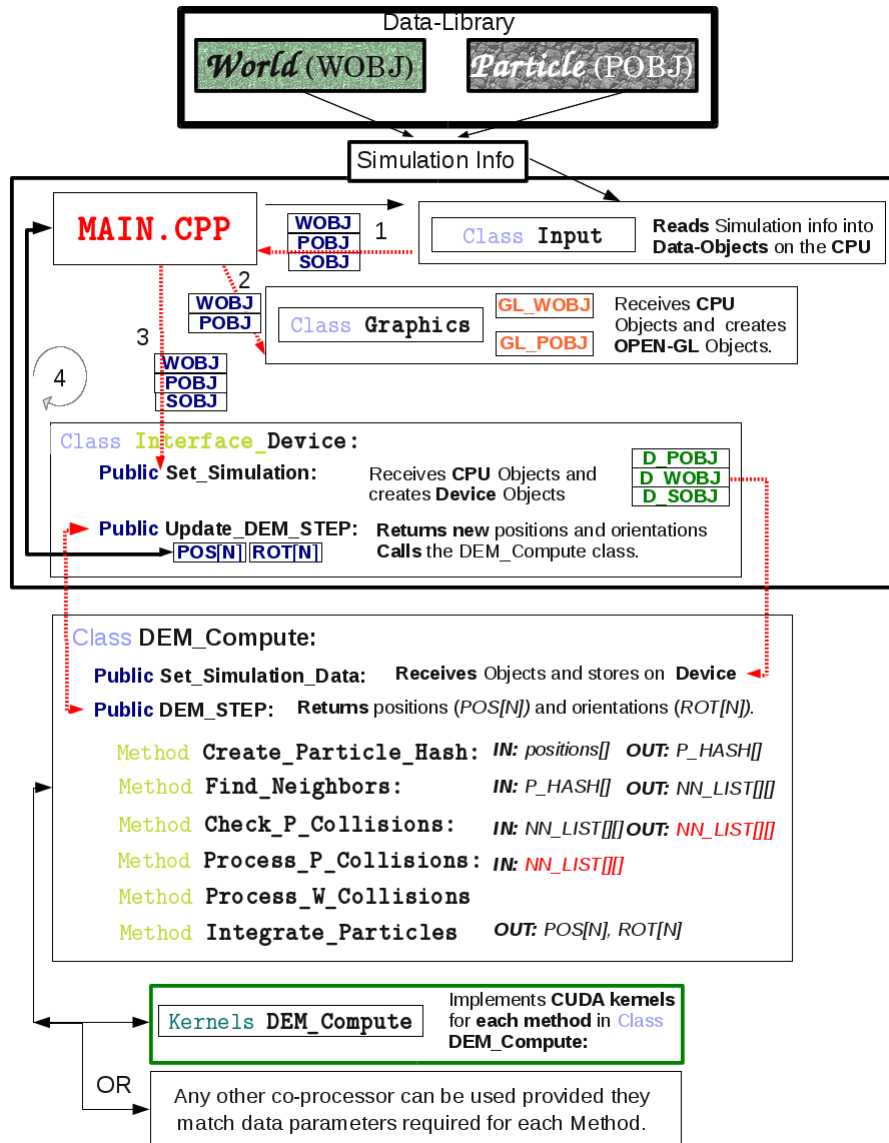 Data-Library
World (WOBJ)
Particle (POBJ)
Simulation Info
MAIN.CPP
WOBJ
POBJ
SOBJ
1
Class Input
Reads Simulation info into
Data-Objects on the CPU
2
WOBJ
POBJ
Class Graphics
GL_WOBJ
GL_POBJ
Receives CPU
Objects and creates
OPEN-GL Objects.
3
WOBJ
POBJ
SOBJ
4
Class Interface_Device:
Public Set_Simulation:
Receives CPU Objects and
creates Device Objects
D_POBJ
D_WOBJ
D_SOBJ
Public Update_DEM_STEP:
Returns new positions and orientations
Calls the DEM_Compute class.
POS[N] ROT[N]
Class DEM_Compute:
Public Set_Simulation_Data: Receives Objects and stores on Device
Public DEM_STEP: Returns positions (POS[N]) and orientations (ROT[N]).
Method Create_Particle_Hash: IN: positions[] OUT: P_HASH[]
Method Find_Neighbors: IN: P_HASH[] OUT: NN_LIST[][]
Method Check_P_Collisions: IN: NN_LIST[][] OUT: NN_LIST[][]
Method Process_P_Collisions: IN: NN_LIST[][]
Method Process_W_Collisions
Method Integrate_Particles OUT: POS[N], ROT[N]
Kernels DEM_Compute
Implements CUDA kernels
for each method in Class
DEM_Compute:
OR
Any other co-processor can be used provided they
match data parameters required for each Method.